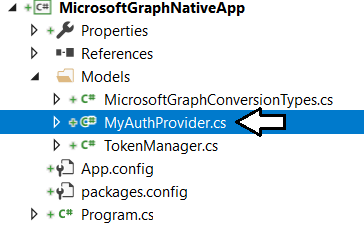 MicrosoftGraphNativeApp
Properties
References
Models
C# MicrosoftGraphConversionTypes.cs
C# MyAuthProvider.cs
C# TokenManager.cs
App.config
packages.config
C# Program.cs